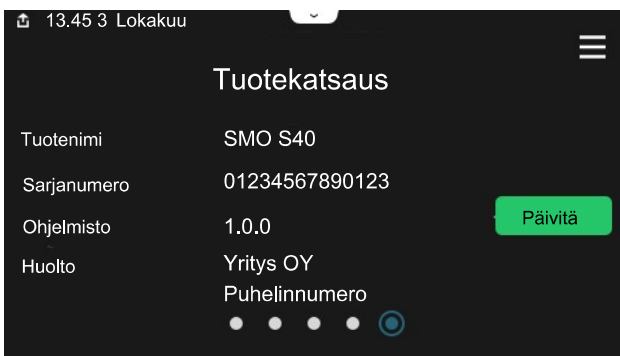 13.45 3 Lokakuu
Tuotekatsaus
Tuotenimi SMO S40
Sarjanumero 01234567890123
Ohjelmisto 1.0.0 Päivitä
Huolto Yritys OY
Puhelinnumero